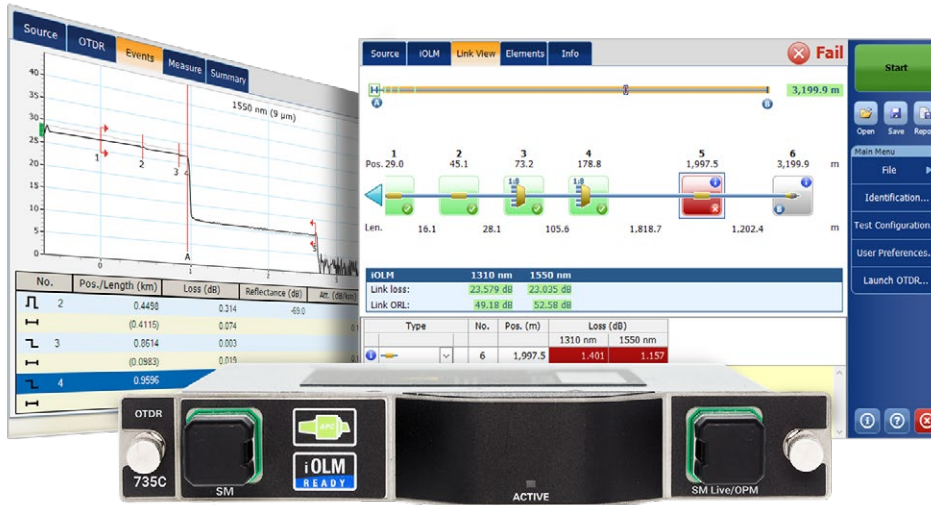 Source OTDR Events Measure Summary
1550 nm (9 µm)
40
35
30
25
20
15
10
5
0
1 2 3 4 5
A
0 1 2
No. Pos./Length (km) Loss (dB) Reflectance (dB) Att. (dB/km)
2 0.4498 0.314 -69.0
(0.4115) 0.074
3 0.8614 0.003
(0.0983) 0.019
4 0.9596
Source iOLM Link View Elements Info
Fail
3,199.9 m
A B
1 2 3 4 5 6
Pos. 29.0 45.1 73.2 178.8 1,997.5 3,199.9 m
1:8 1:8
B
Len. 16.1 28.1 105.6 1,818.7 1,202.4 m
iOLM 1310 nm 1550 nm
Link loss: 23.579 dB 23.035 dB
Link ORL: 49.18 dB 52.58 dB
Type No. Pos. (m) Loss (dB)
1310 nm 1550 nm
6 1,997.5 1.401 1.157
Start
Open Save Repo
Main Menu
File
Identification...
Test Configuration
User Preferences..
Launch OTDR...
OTDR
735C
SM
APC
iOLM
READY
ACTIVE
SM Live/OPM